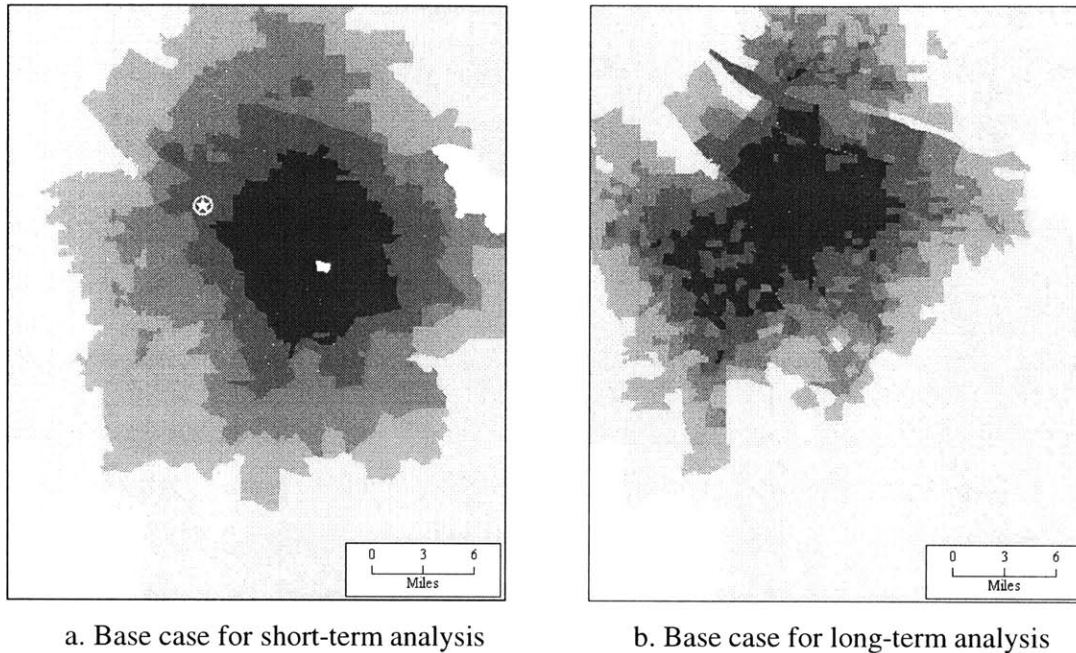 0 3 6
Miles
0 3 6
Miles
a. Base case for short-term analysis
b. Base case for long-term analysis